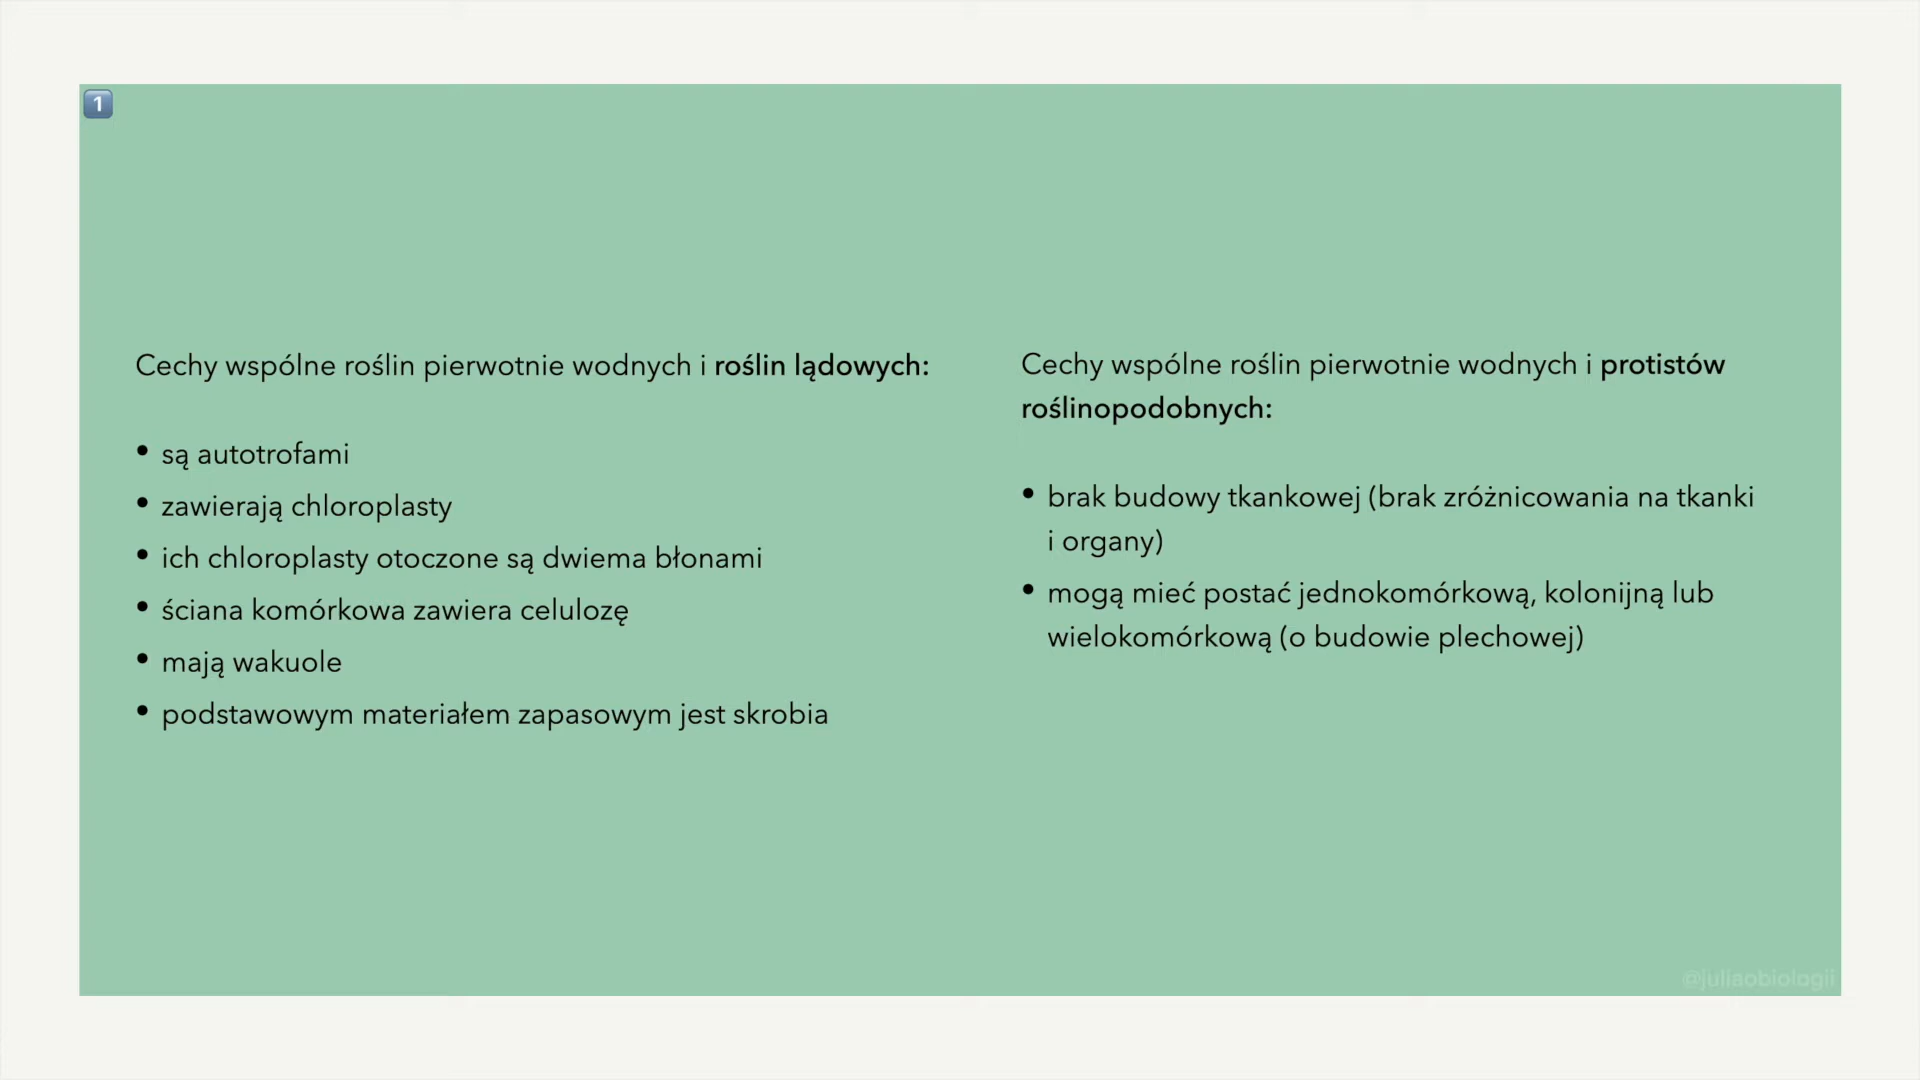 1
Cechy wspólne roślin pierwotnie wodnych i roślin lądowych:
• są autotrofami
• zawierają chloroplasty
• ich chloroplasty otoczone są dwiema błonami
• ściana komórkowa zawiera celulozę
• mają wakuole
• podstawowym materiałem zapasowym jest skrobia
Cechy wspólne roślin pierwotnie wodnych i protistów
roślinopodobnych:
• brak budowy tkankowej (brak zróżnicowania na tkanki
i organy)
• mogą mieć postać jednokomórkową, kolonijną lub
wielokomórkową (o budowie plechowej)
@juliaobiologii